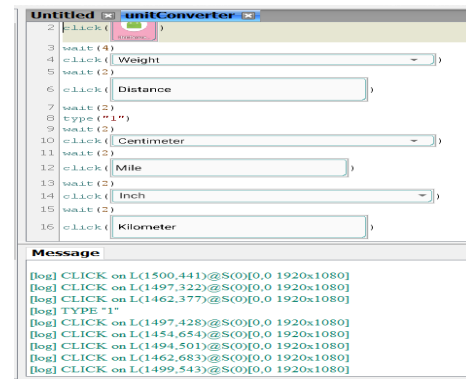 Untitled unitConverter
2 click( )
3 wait(4)
4 click( Weight )
5 wait(2)
6 click( Distance )
7 wait(2)
8 type("1")
9 wait(2)
10 click( Centimeter )
11 wait(2)
12 click( Mile )
13 wait(2)
14 click( Inch )
15 wait(2)
16 click( Kilometer )
Message
[log] CLICK on L(1500,441)@S(0)[0,0 1920x1080]
[log] CLICK on L(1497,322)@S(0)[0,0 1920x1080]
[log] CLICK on L(1462,377)@S(0)[0,0 1920x1080]
[log] TYPE "1"
[log] CLICK on L(1497,428)@S(0)[0,0 1920x1080]
[log] CLICK on L(1454,654)@S(0)[0,0 1920x1080]
[log] CLICK on L(1494,501)@S(0)[0,0 1920x1080]
[log] CLICK on L(1462,683)@S(0)[0,0 1920x1080]
[log] CLICK on L(1499,543)@S(0)[0,0 1920x1080]